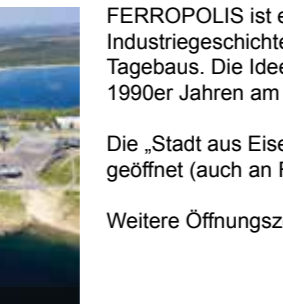 FERROPOLIS ist e
Industriegeschichte
Tagebaus. Die Idee
1990er Jahren am
Die „Stadt aus Eise
geöffnet (auch an F
Weitere Öffnungsz